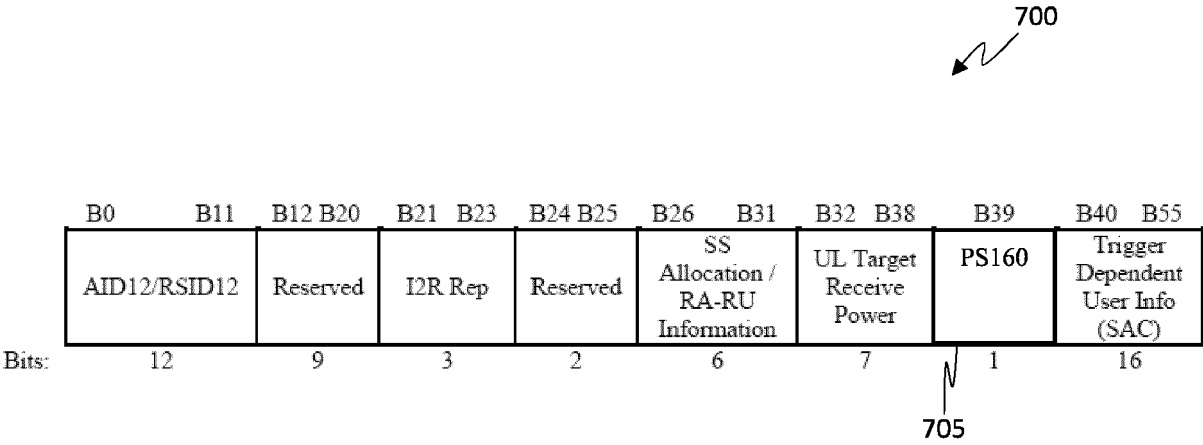 700
B0 B11 B12 B20 B21 B23 B24 B25 B26 B31 B32 B38 B39 B40 B55
AID12/RSID12
Reserved
I2R Rep
Reserved
SS
Allocation /
RA-RU
Information
UL Target
Receive
Power
PS160
Trigger
Dependent
User Info
(SAC)
Bits: 12 9 3 2 6 7 1 16
705